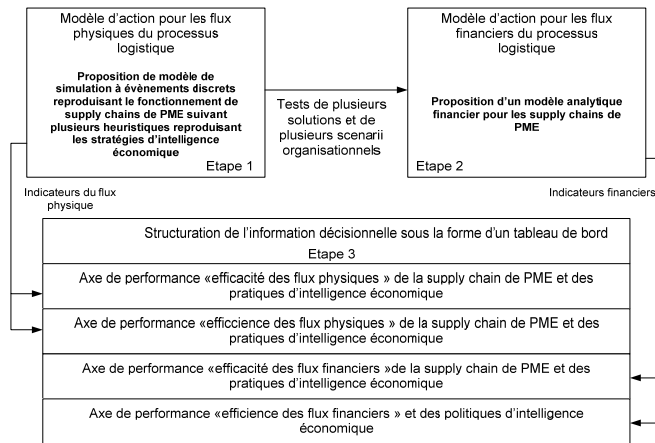 Modèle d'action pour les flux
physiques du processus
logistique
Proposition de modèle de
simulation à évènements discrets
reproduisant le fonctionnement de
supply chains de PME suivant
plusieurs heuristiques reproduisant
les stratégies d'intelligence
économique
Etape 1
Tests de plusieurs
solutions et de
plusieurs scenarii
organisationnels
Modèle d'action pour les flux
financiers du processus
logistique
Proposition d'un modèle analytique
financier pour les supply chains de
PME
Etape 2
Indicateurs du flux
physique
Indicateurs financiers
Structuration de l'information décisionnelle sous la forme d'un tableau de bord
Etape 3
Axe de performance «efficacité des flux physiques » de la supply chain de PME et des
pratiques d'intelligence économique
Axe de performance «efficcience des flux physiques » de la supply chain de PME et des
pratiques d'intelligence économique
Axe de performance «efficacité des flux financiers »de la supply chain de PME et des
pratiques d'intelligence économique
Axe de performance «efficience des flux financiers » et des politiques d'intelligence
économique